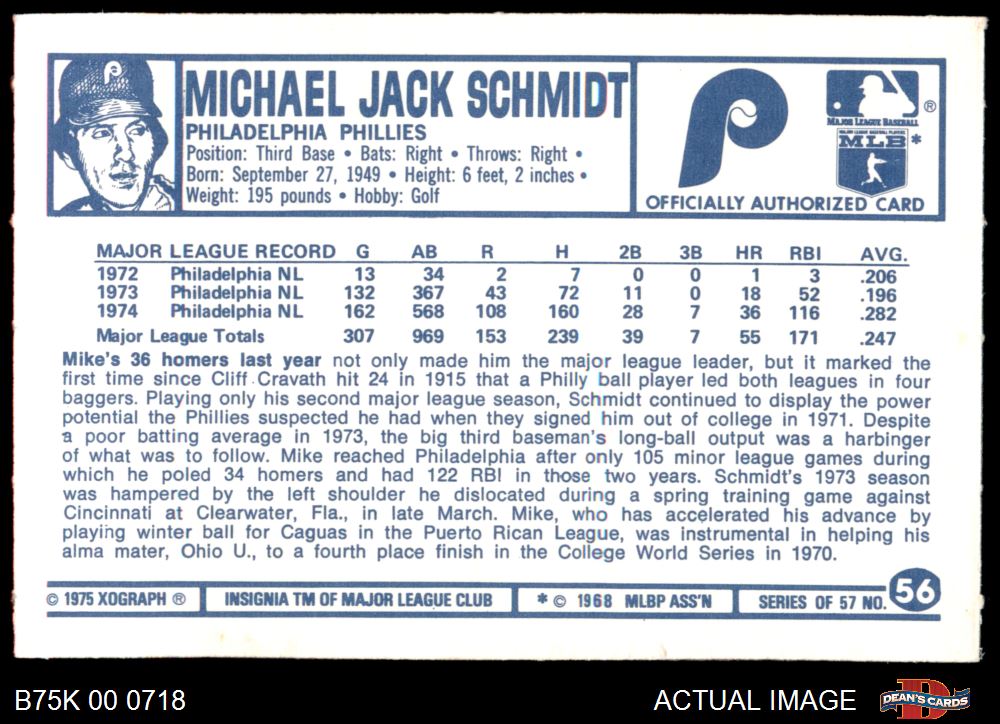 P
MICHAEL JACK SCHMIDT
PHILADELPHIA PHILLIES
Position: Third Base • Bats: Right • Throws: Right •
Born: September 27, 1949 • Height: 6 feet, 2 inches •
Weight: 195 pounds • Hobby: Golf
P
MAJOR LEAGUE BASEBALL ®
MAJOR LEAGUE BASEBALL PLAYERS
MLB *
OFFICIALLY AUTHORIZED CARD
MAJOR LEAGUE RECORD G AB R H 2B 3B HR RBI AVG.
1972 Philadelphia NL 13 34 2 7 0 0 1 3 .206
1973 Philadelphia NL 132 367 43 72 11 0 18 52 .196
1974 Philadelphia NL 162 568 108 160 28 7 36 116 .282
Major League Totals 307 969 153 239 39 7 55 171 .247
Mike's 36 homers last year not only made him the major league leader, but it marked the
first time since Cliff Cravath hit 24 in 1915 that a Philly ball player led both leagues in four
baggers. Playing only his second major league season, Schmidt continued to display the power
potential the Phillies suspected he had when they signed him out of college in 1971. Despite
a poor batting average in 1973, the big third baseman's long-ball output was a harbinger
of what was to follow. Mike reached Philadelphia after only 105 minor league games during
which he poled 34 homers and had 122 RBI in those two years. Schmidt's 1973 season
was hampered by the left shoulder he dislocated during a spring training game against
Cincinnati at Clearwater, Fla., in late March. Mike, who has accelerated his advance by
playing winter ball for Caguas in the Puerto Rican League, was instrumental in helping his
alma mater, Ohio U., to a fourth place finish in the College World Series in 1970.
© 1975 XOGRAPH ® INSIGNIA TM OF MAJOR LEAGUE CLUB * © 1968 MLBP ASS'N SERIES OF 57 NO. 56
B75K 00 0718 ACTUAL IMAGE DEAN'S CARDS